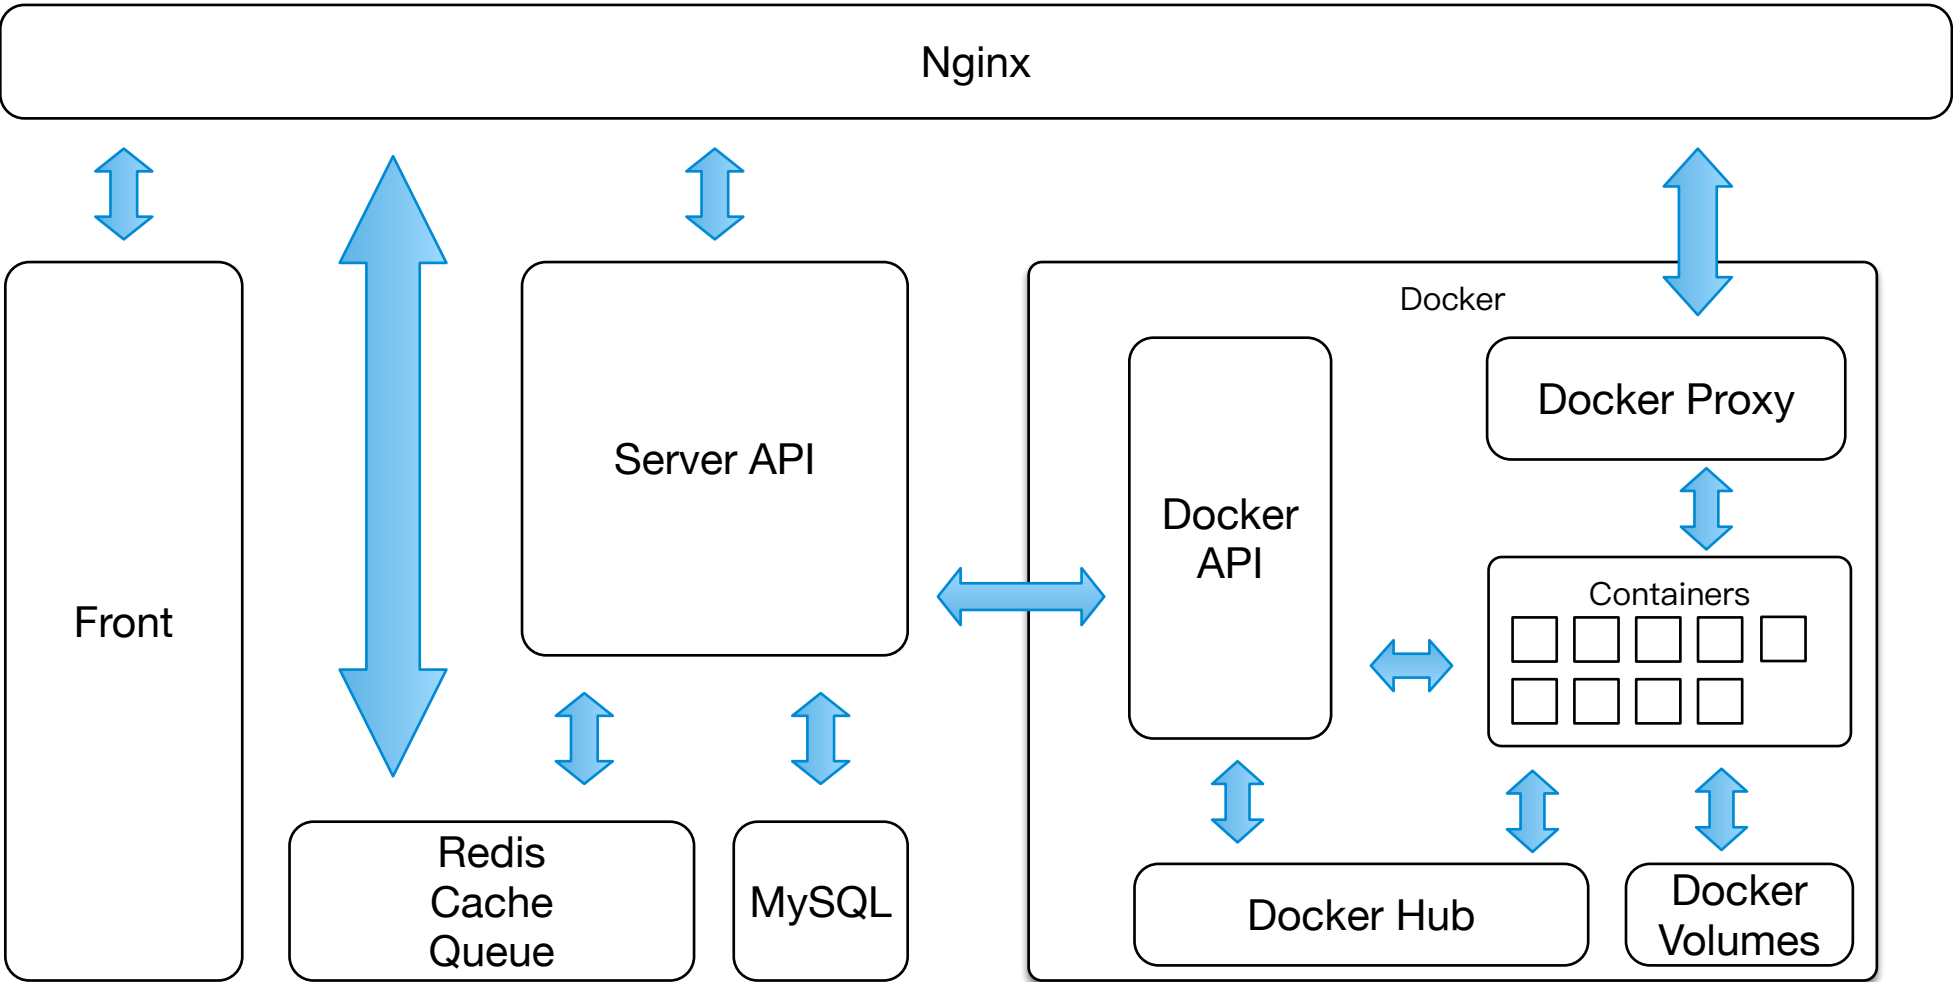 Nginx
Front
Server API
Redis
Cache
Queue
MySQL
Docker
Docker
API
Docker Proxy
Containers
Docker Hub
Docker
Volumes